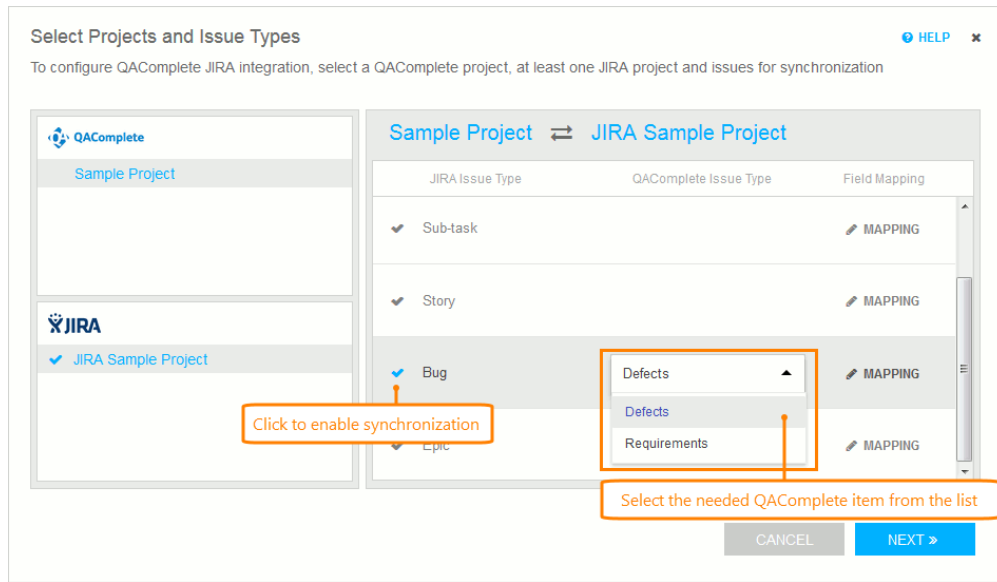 Select Projects and Issue Types
HELP
To configure QAComplete JIRA integration, select a QAComplete project, at least one JIRA project and issues for synchronization
QAComplete
Sample Project
JIRA
JIRA Sample Project
Sample Project JIRA Sample Project
JIRA Issue Type QAComplete Issue Type Field Mapping
Sub-task MAPPING
Story MAPPING
Bug Defects MAPPING
Defects
Requirements
Click to enable synchronization
Epic MAPPING
Select the needed QAComplete item from the list
CANCEL NEXT »